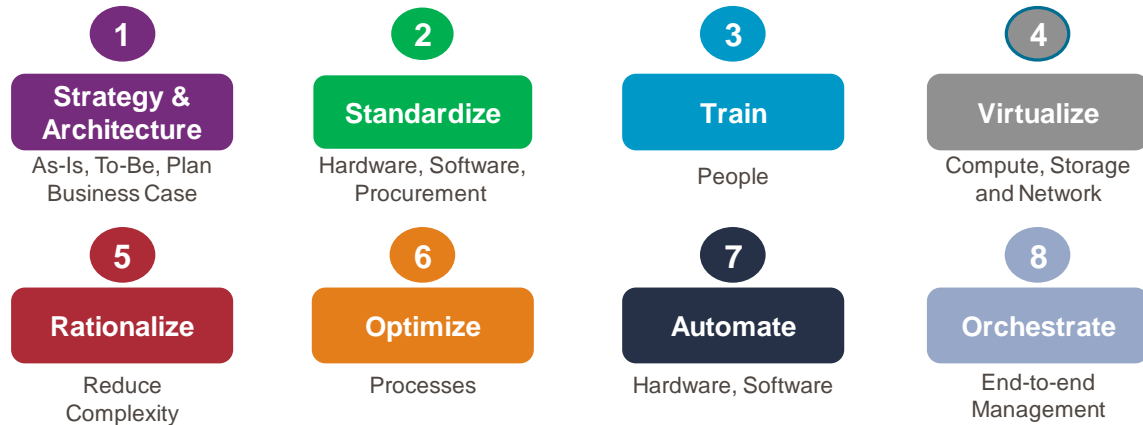 1
2
3
4
Strategy &
Architecture
Standardize
Train
Virtualize
As-Is, To-Be, Plan
Business Case
Hardware, Software,
Procurement
People
Compute, Storage
and Network
5
6
7
8
Rationalize
Optimize
Automate
Orchestrate
Reduce
Complexity
Processes
Hardware, Software
End-to-end
Management